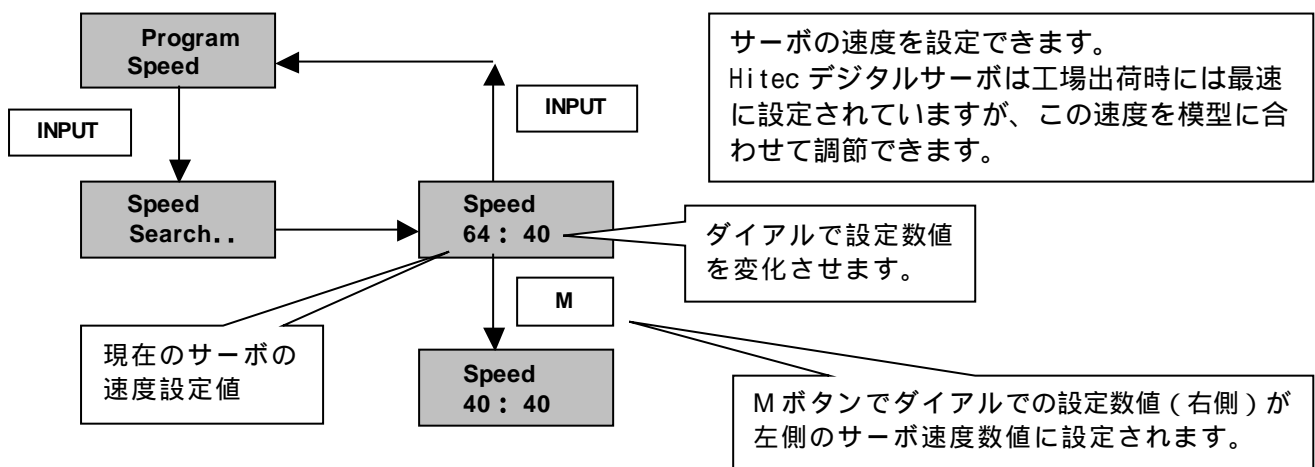 Program
Speed
サーボの速度を設定できます。
Hitec デジタルサーボは工場出荷時には最速
に設定されていますが、この速度を模型に合
わせて調節できます。
INPUT
INPUT
Speed
Search..
Speed
64： 40
ダイアルで設定数値
を変化させます。
M
現在のサーボの
速度設定値
Speed
40： 40
M ボタンでダイアルでの設定数値（右側）が
左側のサーボ速度数値に設定されます。